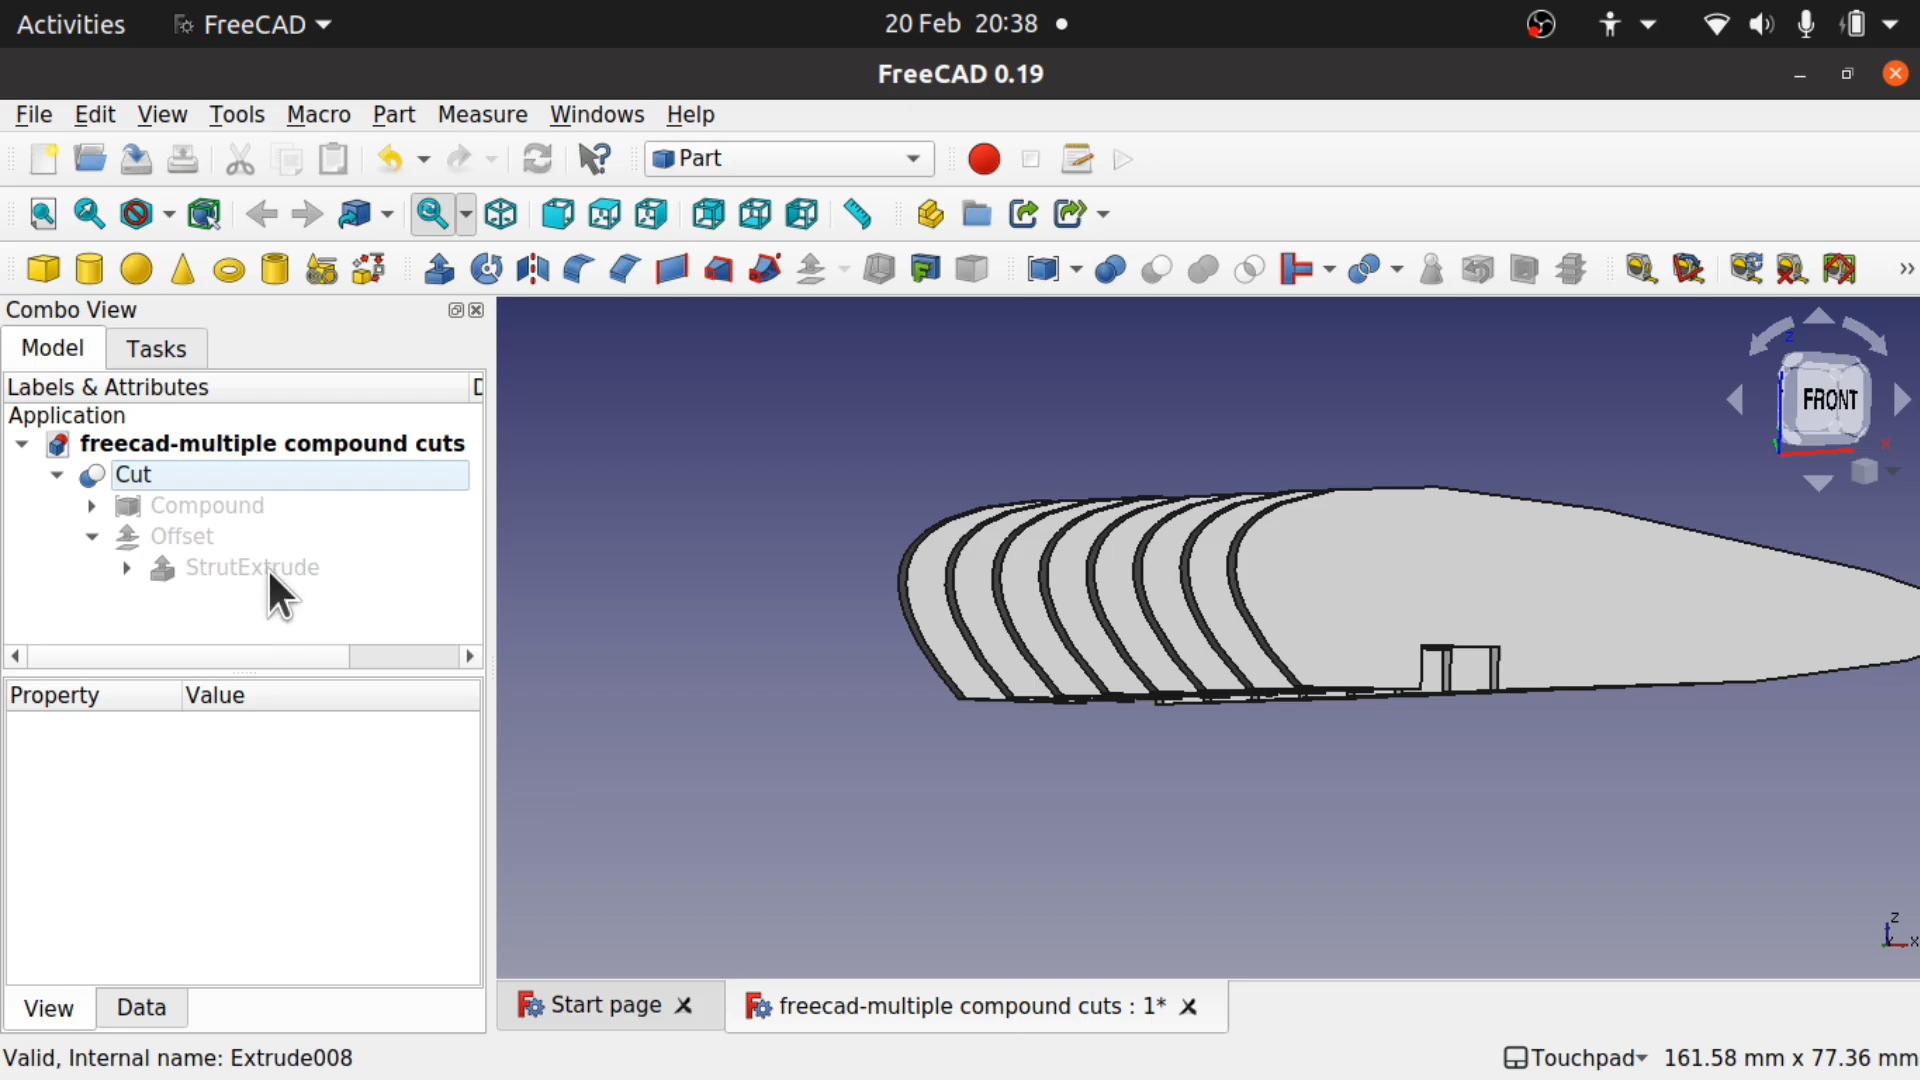 Activities FreeCAD 20 Feb 20:38
FreeCAD 0.19
File Edit View Tools Macro Part Measure Windows Help
Part
Combo View
Model Tasks
Labels & Attributes
Application
freecad-multiple compound cuts
Cut
Compound
Offset
StrutExtrude
Property Value
View Data
Z
FRONT
X
Z
X
Start page freecad-multiple compound cuts : 1*
Valid, Internal name: Extrude008 Touchpad 161.58 mm x 77.36 mm